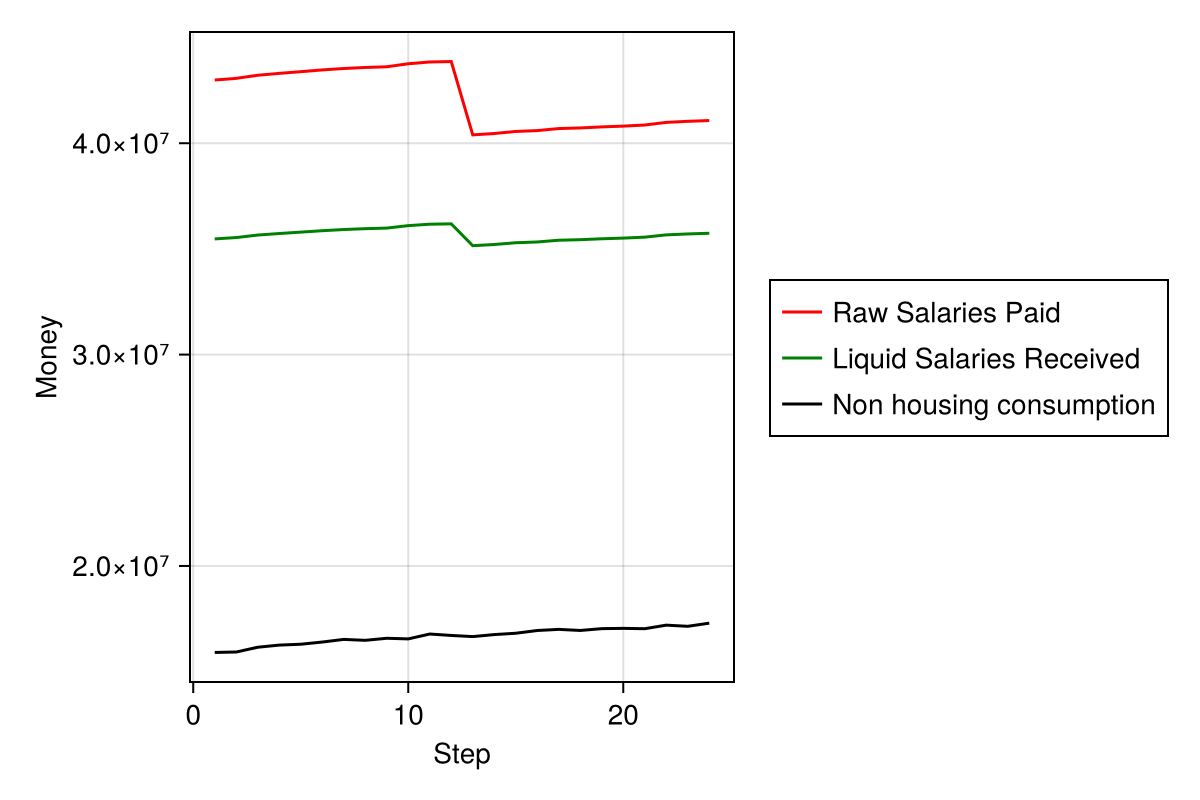 4.0×10⁷
3.0×10⁷
2.0×10⁷
Money
0 10 20
Step
Raw Salaries Paid
Liquid Salaries Received
Non housing consumption